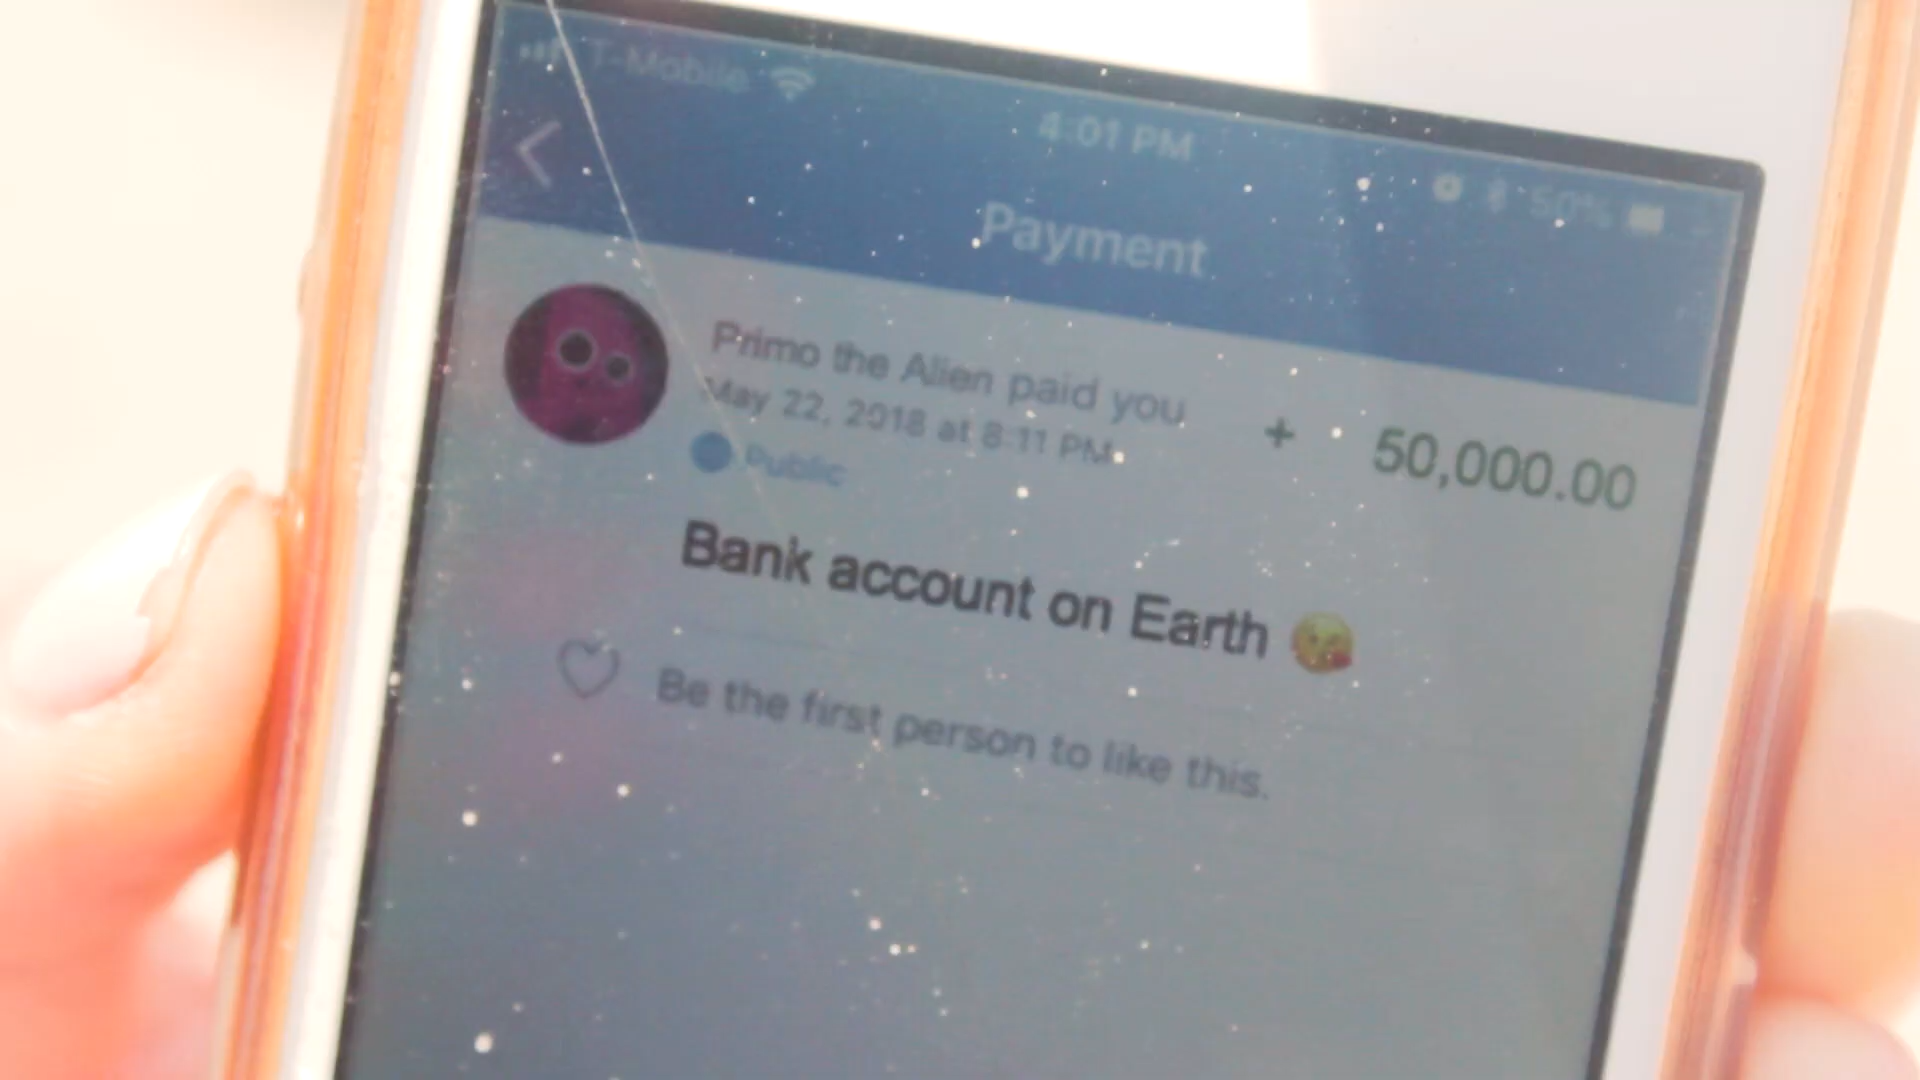 T-Mobile
4:01 PM
50%
Payment
Primo the Alien paid you
May 22, 2018 at 8:11 PM
Public
+ 50,000.00
Bank account on Earth 😘
Be the first person to like this.